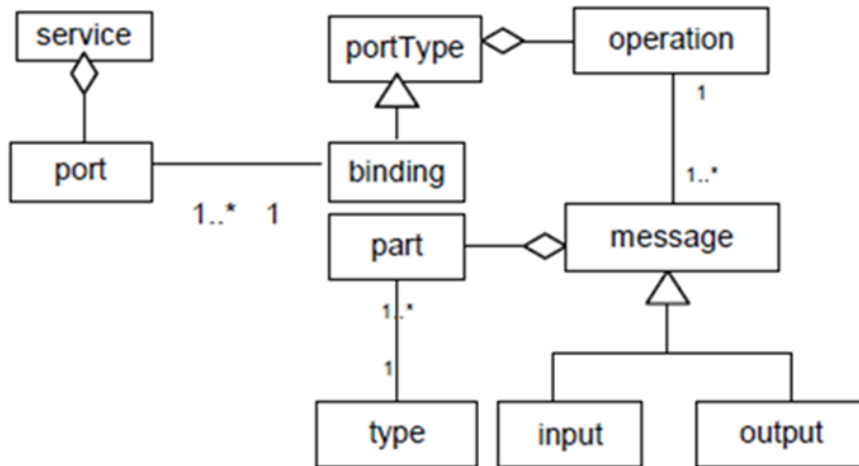 service
portType
operation
1
port
binding
1..*
1..* 1
part
message
1..*
1
type
input
output